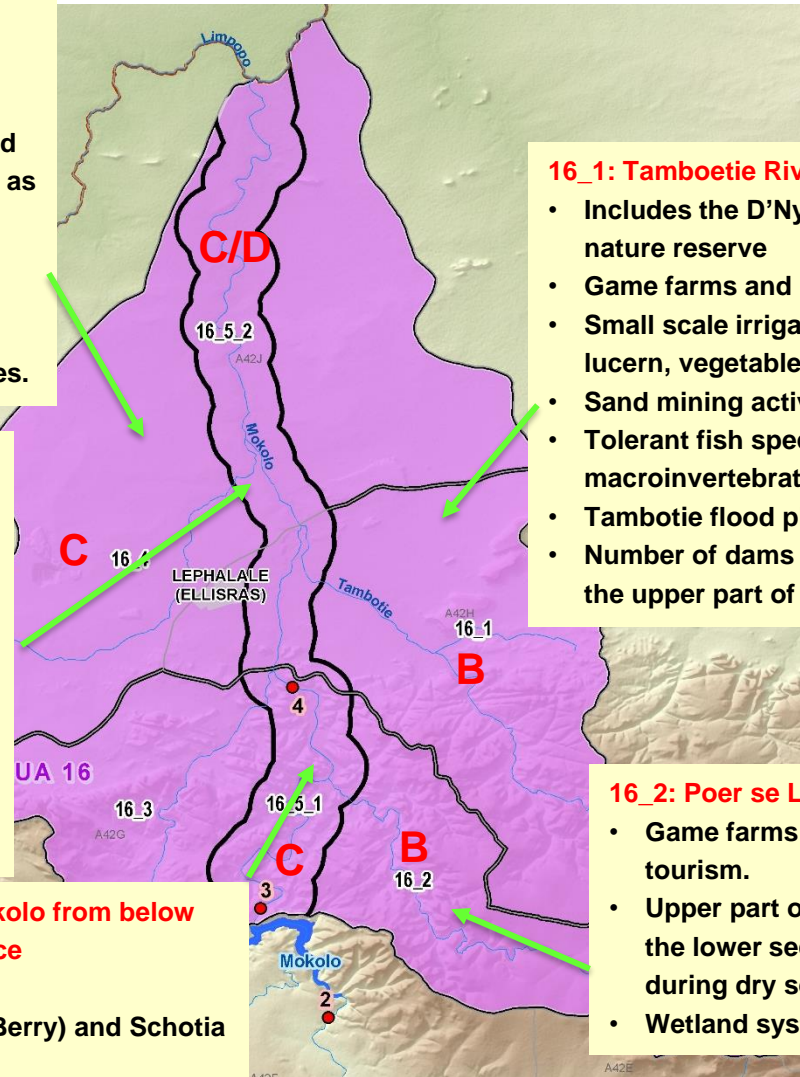 d
as
es.
Limpopo
C/D
16_5_2
A42J
Mokolo
C
16_4
LEPHALALE
(ELLISRAS)
Tambotie
A42H
16_1
B
4
UA 16
16_3
A42G
16_5_1
C
B
16_2
3
Mokolo
2
A42E
16_1: Tamboetie Riv
• Includes the D'Ny
nature reserve
• Game farms and
• Small scale irriga
lucern, vegetable
• Sand mining activ
• Tolerant fish spec
macroinvertebrat
• Tambotie flood p
• Number of dams
the upper part of
16_2: Poer se L
• Game farms
tourism.
• Upper part o
the lower sec
during dry s
• Wetland sys
kolo from below
ce
Berry) and Schotia